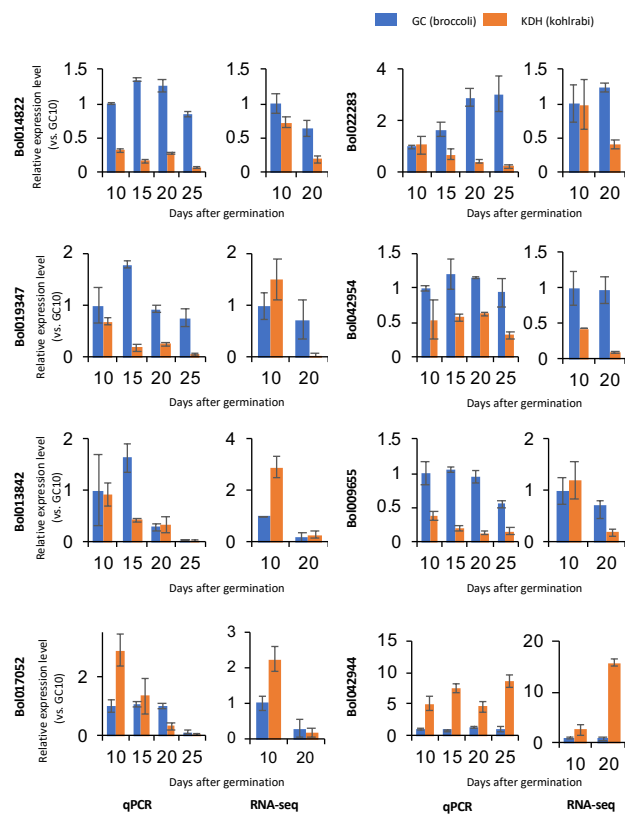 GC (broccoli) KDH (kohlrabi)
Bol014822
Relative expression level
(vs. GC10)
1.5
1
0.5
0
10 15 20 25
1.5
1
0.5
0
10 20
Days after germination
Bol022283
4
2
0
10 15 20 25
1.5
1
0.5
0
10 20
Days after germination
Bol019347
Relative expression level
(vs. GC10)
2
1
0
10 15 20 25
2
1
0
10 20
Days after germination
Bol042954
1.5
1
0.5
0
10 15 20 25
1.5
1
0.5
0
10 20
Days after germination
Bol013842
Relative expression level
(vs. GC10)
2
1
0
10 15 20 25
4
2
0
10 20
Days after germination
Bol009655
1.5
1
0.5
0
10 15 20 25
2
1.5
1
0.5
0
10 20
Days after germination
Bol017052
Relative expression level
(vs. GC10)
2
0
10 15 20 25
3
2
1
0
10 20
Days after germination
Bol042944
15
10
5
0
10 15 20 25
20
10
0
10 20
Days after germination
qPCR RNA-seq qPCR RNA-seq